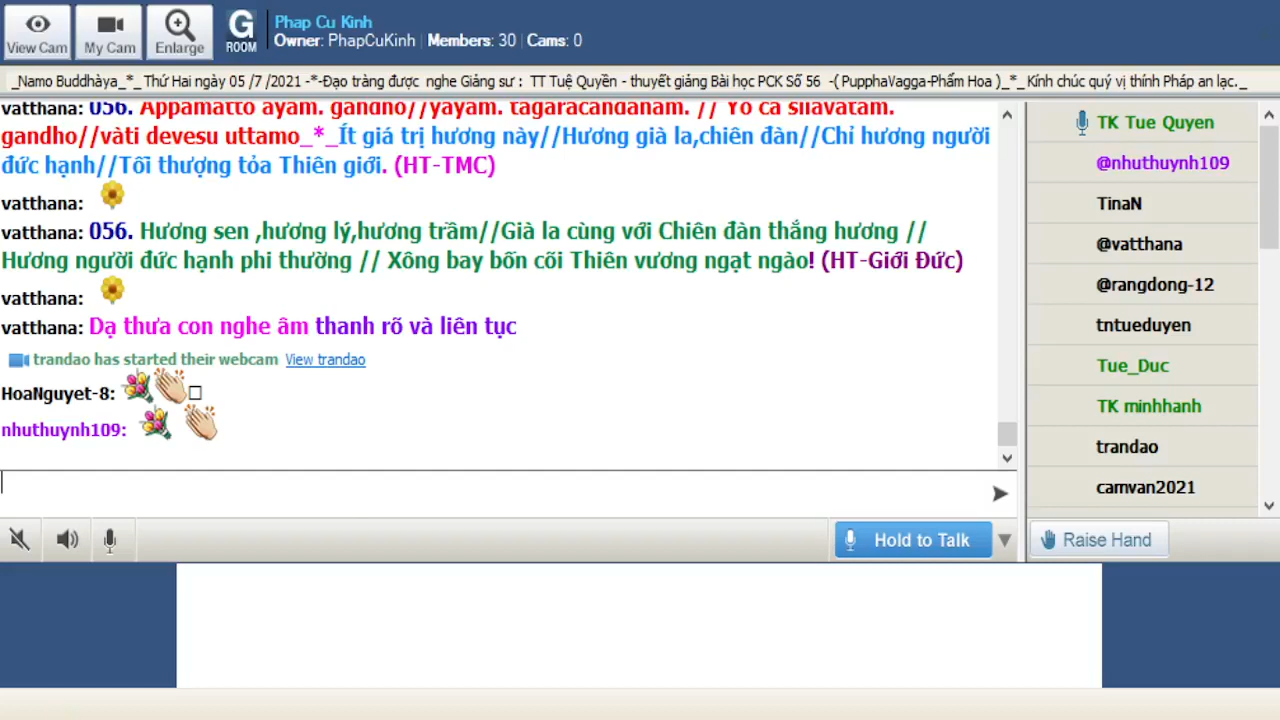 View Cam
My Cam
Enlarge
G
ROOM
Phap Cu Kinh
Owner: PhapCuKinh | Members: 30 | Cams: 0
_Namo Buddhàya_*_ Thứ Hai ngày 05 /7 /2021 -*-Đạo tràng được nghe Giảng sư : TT Tuệ Quyền - thuyết giảng Bài học PCK Số 56 -( PupphaVagga-Phẩm Hoa )_*_ Kính chúc quý vị thính Pháp an lạc._
vatthana: 056. Appamatto ayam. gandho//yàyam. tagaracandanam. // Yo ca sìlavatam.
gandho//vàti devesu uttamo_*_Ít giá trị hương này//Hương già la,chiên đàn//Chỉ hương người
đức hạnh//Tối thượng tỏa Thiên giới. (HT-TMC)
vatthana:
vatthana: 056. Hương sen ,hương lý,hương trầm//Già la cùng với Chiên đàn thắng hương //
Hương người đức hạnh phi thường // Xông bay bốn cõi Thiên vương ngạt ngào! (HT-Giới Đức)
vatthana:
vatthana: Dạ thưa con nghe âm thanh rõ và liên tục
trandao has started their webcam View trandao
HoaNguyet-8:
nhuthuynh109:
TK Tue Quyen
@nhuthuynh109
TinaN
@vatthana
@rangdong-12
tntueduyen
Tue_Duc
TK minhhanh
trandao
camvan2021
Hold to Talk
Raise Hand